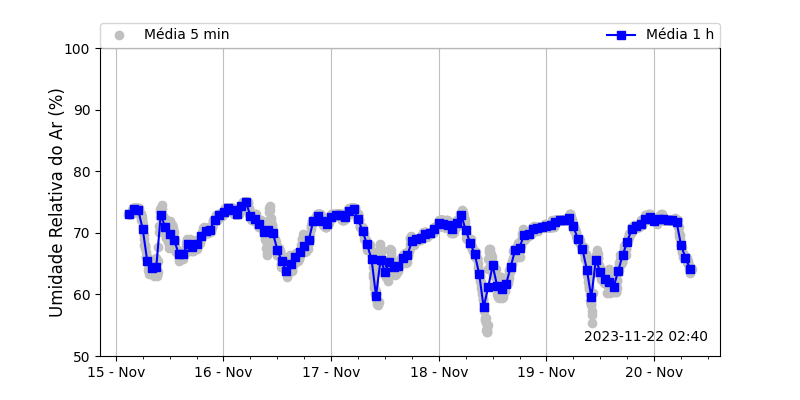 Média 5 min
Média 1 h
Umidade Relativa do Ar (%)
100
90
80
70
60
50
2023-11-22 02:40
15 - Nov
16 - Nov
17 - Nov
18 - Nov
19 - Nov
20 - Nov